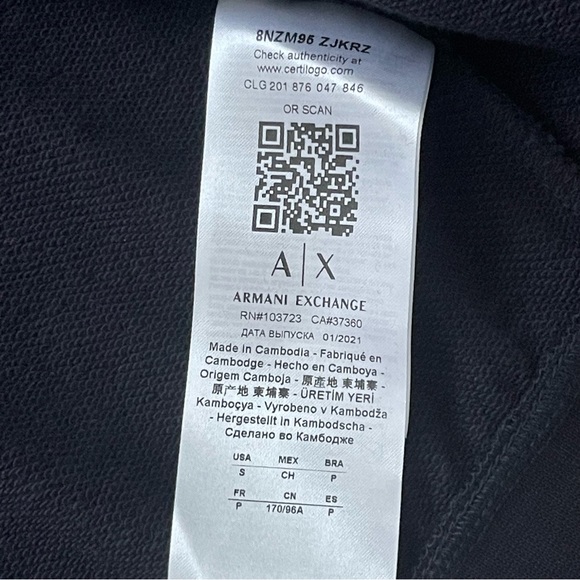 8NZM95 ZJKRZ
Check authenticity at
www.certilogo.com
CLG 201 876 047 846
OR SCAN
A|X
ARMANI EXCHANGE
RN#103723 CA#37360
ДАТА ВЫПУСКА 01/2021
Made in Cambodia - Fabriqué en
Cambodge - Hecho en Camboya -
Origem Camboja - 原産地 柬埔寨 -
原产地 柬埔寨 - ÜRETİM YERİ
Kamboçya - Vyrobeno v Kambodža
- Hergestellt in Kambodscha -
Сделано во Камбодже
USA MEX BRA
S CH P
FR CN ES
P 170/96A P